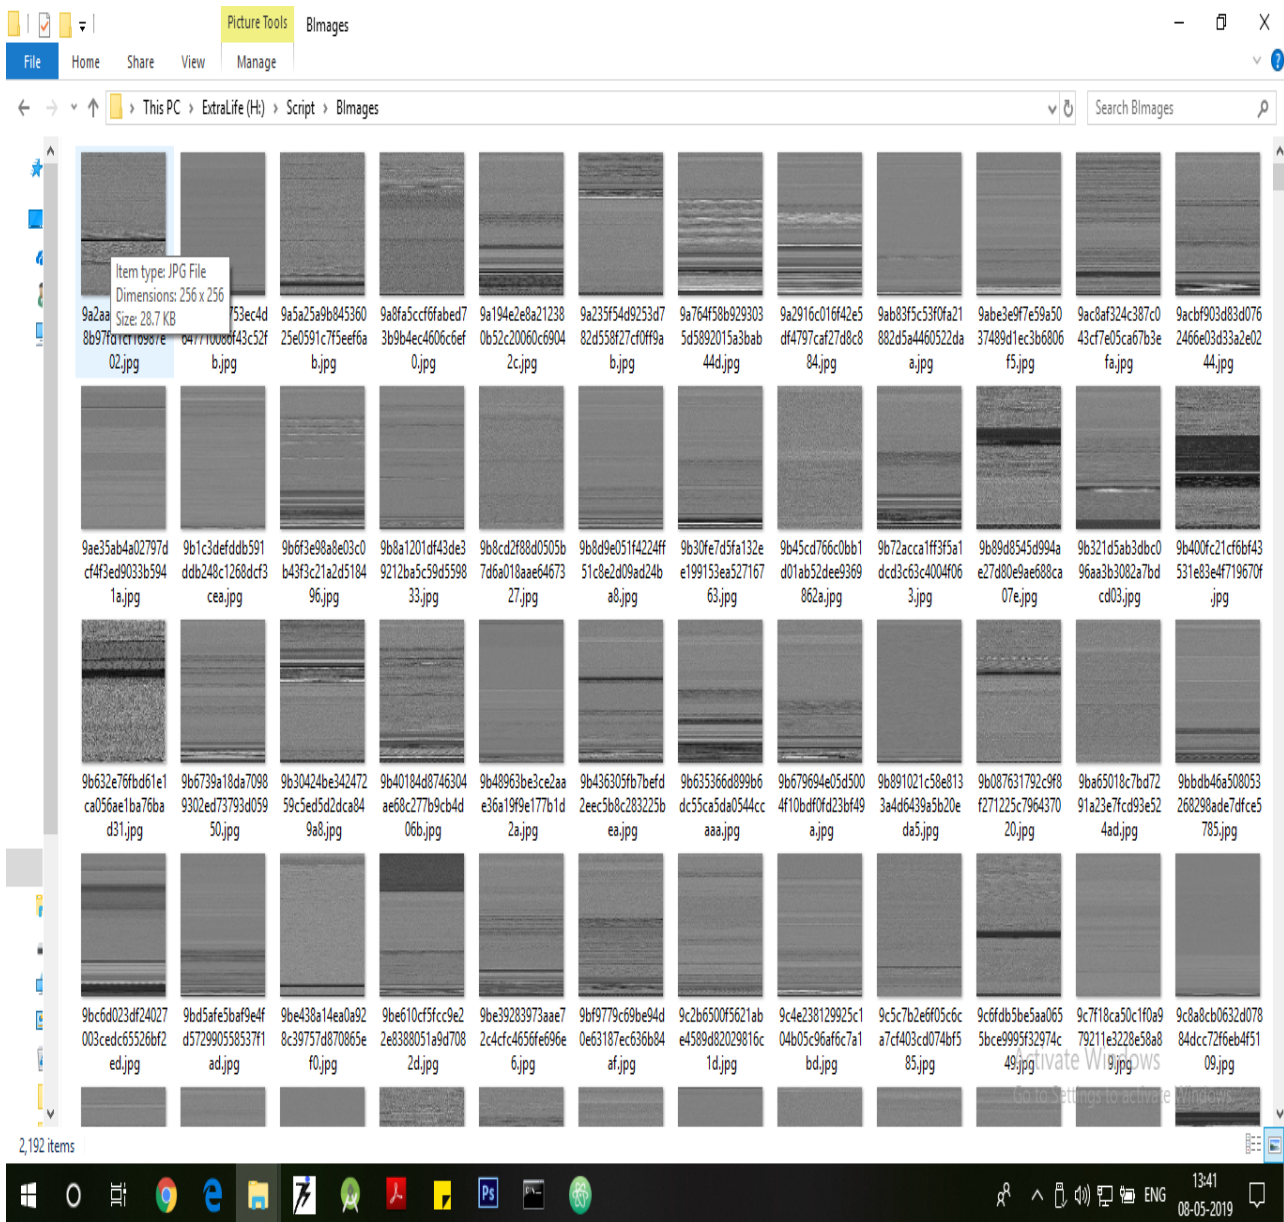 Picture Tools BImages
File Home Share View Manage
This PC > ExtraLife (H:) > Script > BImages
Search BImages
Item type: JPG File
Dimensions: 256 x 256
Size: 28.7 KB
9a2aa 53ec4d 9a5a25a9b845360 9a8fa5ccf6fabed7 9a194e2e8a21238 9a235f54d9253d7 9a764f58b929303 9a2916c016f42e5 9ab83f5c53f0fa21 9abe3e9f7e59a50 9ac8af324c387c0 9acbf903d83d076
8b97fd1cf16987e 647710086f43c52f 25e0591c7f5eef6a 3b9b4ec4606c6ef 0b52c20060c6904 82d558f27cf0ff9a 5d5892015a3bab df4797caf27d8c8 882d5a4460522da 37489d1ec3b6806 43cf7e05ca67b3e 2466e03d33a2e02
02.jpg b.jpg b.jpg 0.jpg 2c.jpg b.jpg 44d.jpg 84.jpg a.jpg f5.jpg fa.jpg 44.jpg
9ae35ab4a02797d 9b1c3defddb591 9b6f3e98a8e03c0 9b8a1201df43de3 9b8cd2f88d0505b 9b8d9e051f4224ff 9b30fe7d5fa132e 9b45cd766c0bb1 9b72acca1ff3f5a1 9b89d8545d994a 9b321d5ab3dbc0 9b400fc21cf6bf43
cf4f3ed9033b594 ddb248c1268dcf3 b43f3c21a2d5184 9212ba5c59d5598 7d6a018aae64673 51c8e2d09ad24b e199153ea527167 d01ab52dee9369 dcd3c63c4004f06 e27d80e9ae688ca 96aa3b3082a7bd 531e83e4f719670f
1a.jpg cea.jpg 96.jpg 33.jpg 27.jpg a8.jpg 63.jpg 862a.jpg 3.jpg 07e.jpg cd03.jpg .jpg
9b632e76fbd61e1 9b6739a18da7098 9b30424be342472 9b40184d8746304 9b48963be3ce2aa 9b436305fb7befd 9b635366d899b6 9b679694e05d500 9b891021c58e813 9b087631792c9f8 9ba65018c7bd72 9bbdb46a508053
ca056ae1ba76ba 9302ed73793d059 59c5ed5d2dca84 ae68c277b9cb4d e36a19f9e177b1d 2eec5b8c283225b dc55ca5da0544cc 4f10bdf0fd23bf49 3a4d6439a5b20e f271225c7964370 91a23e7fcd93e52 268298ade7dfce5
d31.jpg 50.jpg 9a8.jpg 06b.jpg 2a.jpg ea.jpg aaa.jpg a.jpg da5.jpg 20.jpg 4ad.jpg 785.jpg
9bc6d023df24027 9bd5afe5baf9e4f 9be438a14ea0a92 9be610cf5fcc9e2 9be39283973aae7 9bf9779c69be94d 9c2b6500f5621ab 9c4e238129925c1 9c5c7b2e6f05c6c 9c6fdb5be5aa065 9c7f18ca50c1f0a9 9c8a8cb0632d078
003cedc65526bf2 d572990558537f1 8c39757d870865e 2e8388051a9d708 2c4cfc4656fe696e 0e63187ec636b84 e4589d82029816c 04b05c96af6c7a1 a7cf403cd074bf5 5bce9995f32974c 79211e3228e58a8 84dcc72f6eb4f51
ed.jpg ad.jpg f0.jpg 2d.jpg 6.jpg af.jpg 1d.jpg bd.jpg 85.jpg 49.jpg 9.jpg 09.jpg
Activate Windows
Go to Settings to activate Windows.
2,192 items
Ps
ENG
13:41
08-05-2019